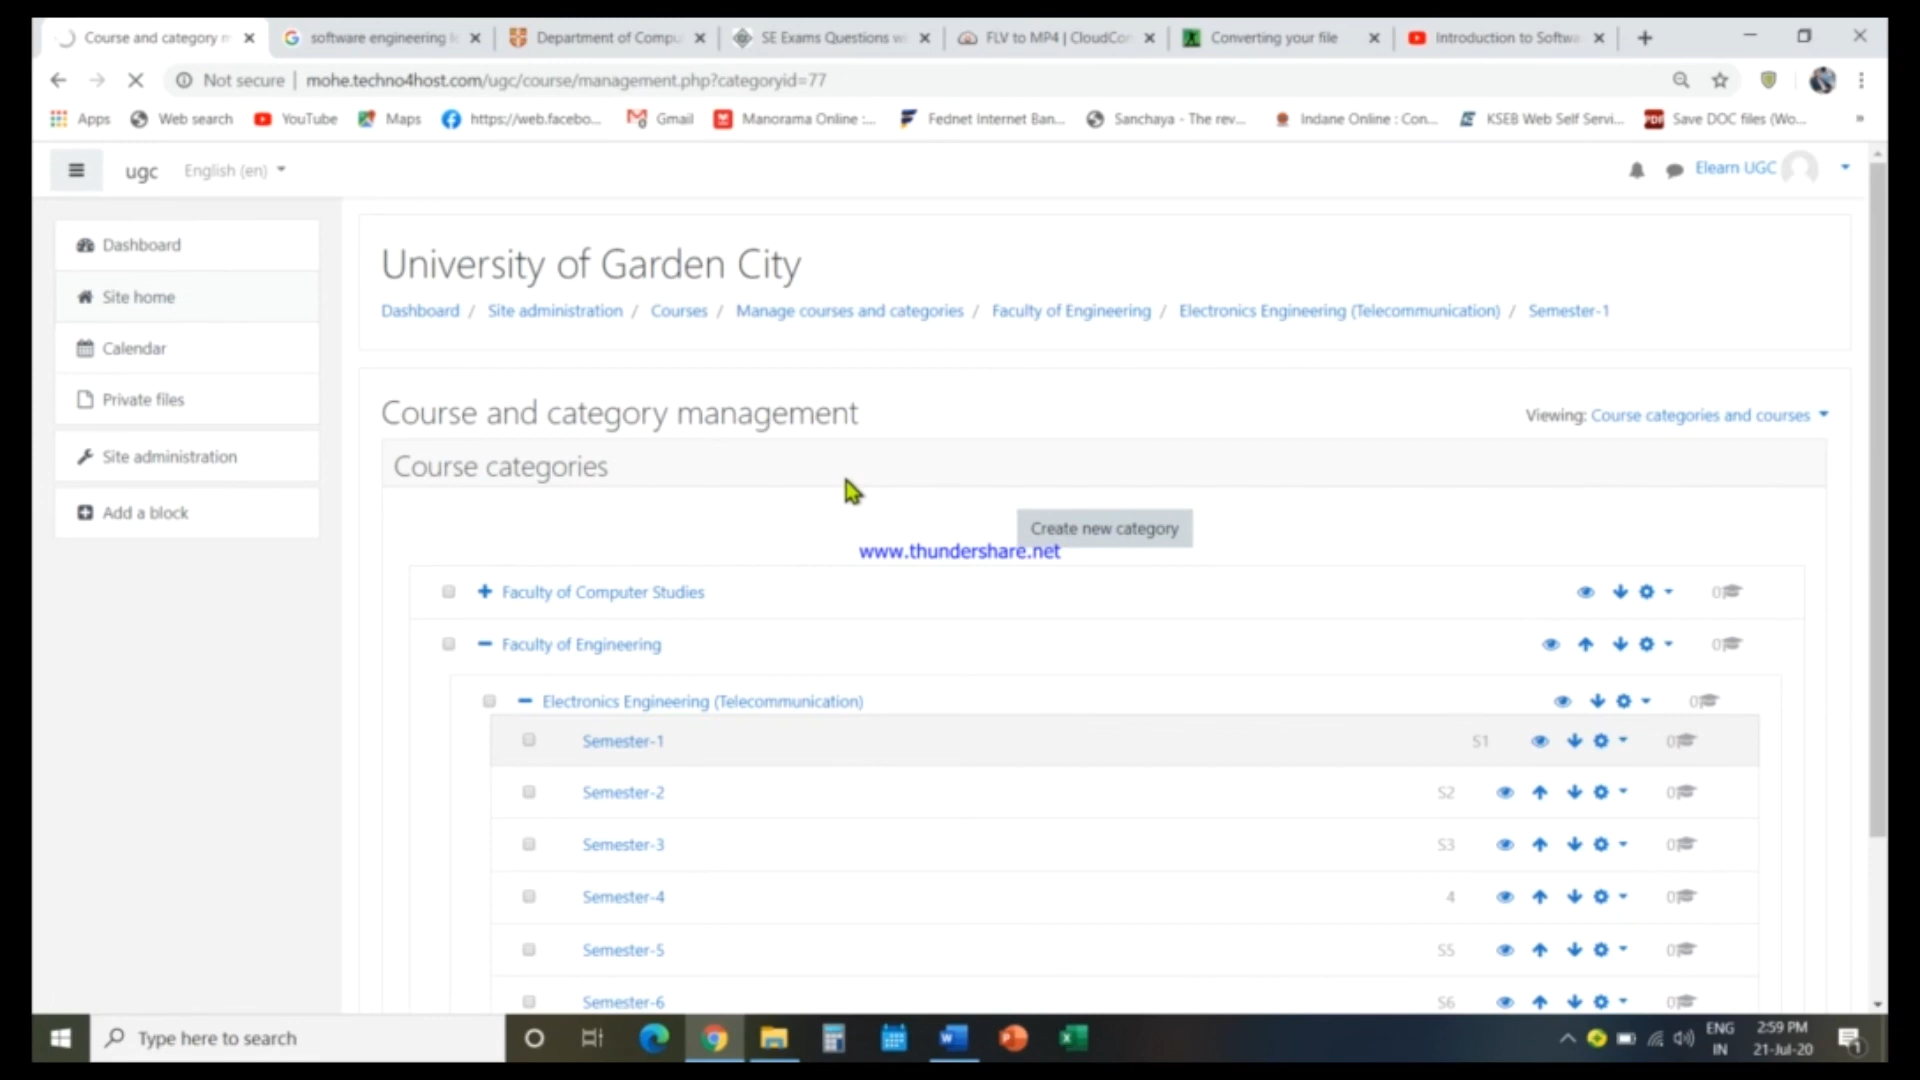 Course and category m
software engineering l
Department of Compu
SE Exams Questions w
FLV to MP4 | CloudCon
Converting your file
Introduction to Softwa
Not secure | mohe.techno4host.com/ugc/course/management.php?categoryid=77
Apps
Web search
YouTube
Maps
https://web.facebo...
Gmail
Manorama Online :...
Fednet Internet Ban...
Sanchaya - The rev...
Indane Online : Con...
KSEB Web Self Servi...
Save DOC files (Wo...
ugc
English (en)
Elearn UGC
Dashboard
Site home
Calendar
Private files
Site administration
Add a block
University of Garden City
Dashboard / Site administration / Courses / Manage courses and categories / Faculty of Engineering / Electronics Engineering (Telecommunication) / Semester-1
Course and category management
Viewing: Course categories and courses
Course categories
Create new category
www.thundershare.net
Faculty of Computer Studies 0
Faculty of Engineering 0
Electronics Engineering (Telecommunication) 0
Semester-1 S1 0
Semester-2 S2 0
Semester-3 S3 0
Semester-4 4 0
Semester-5 S5 0
Semester-6 S6 0
Type here to search
ENG
IN
2:59 PM
21-Jul-20
1